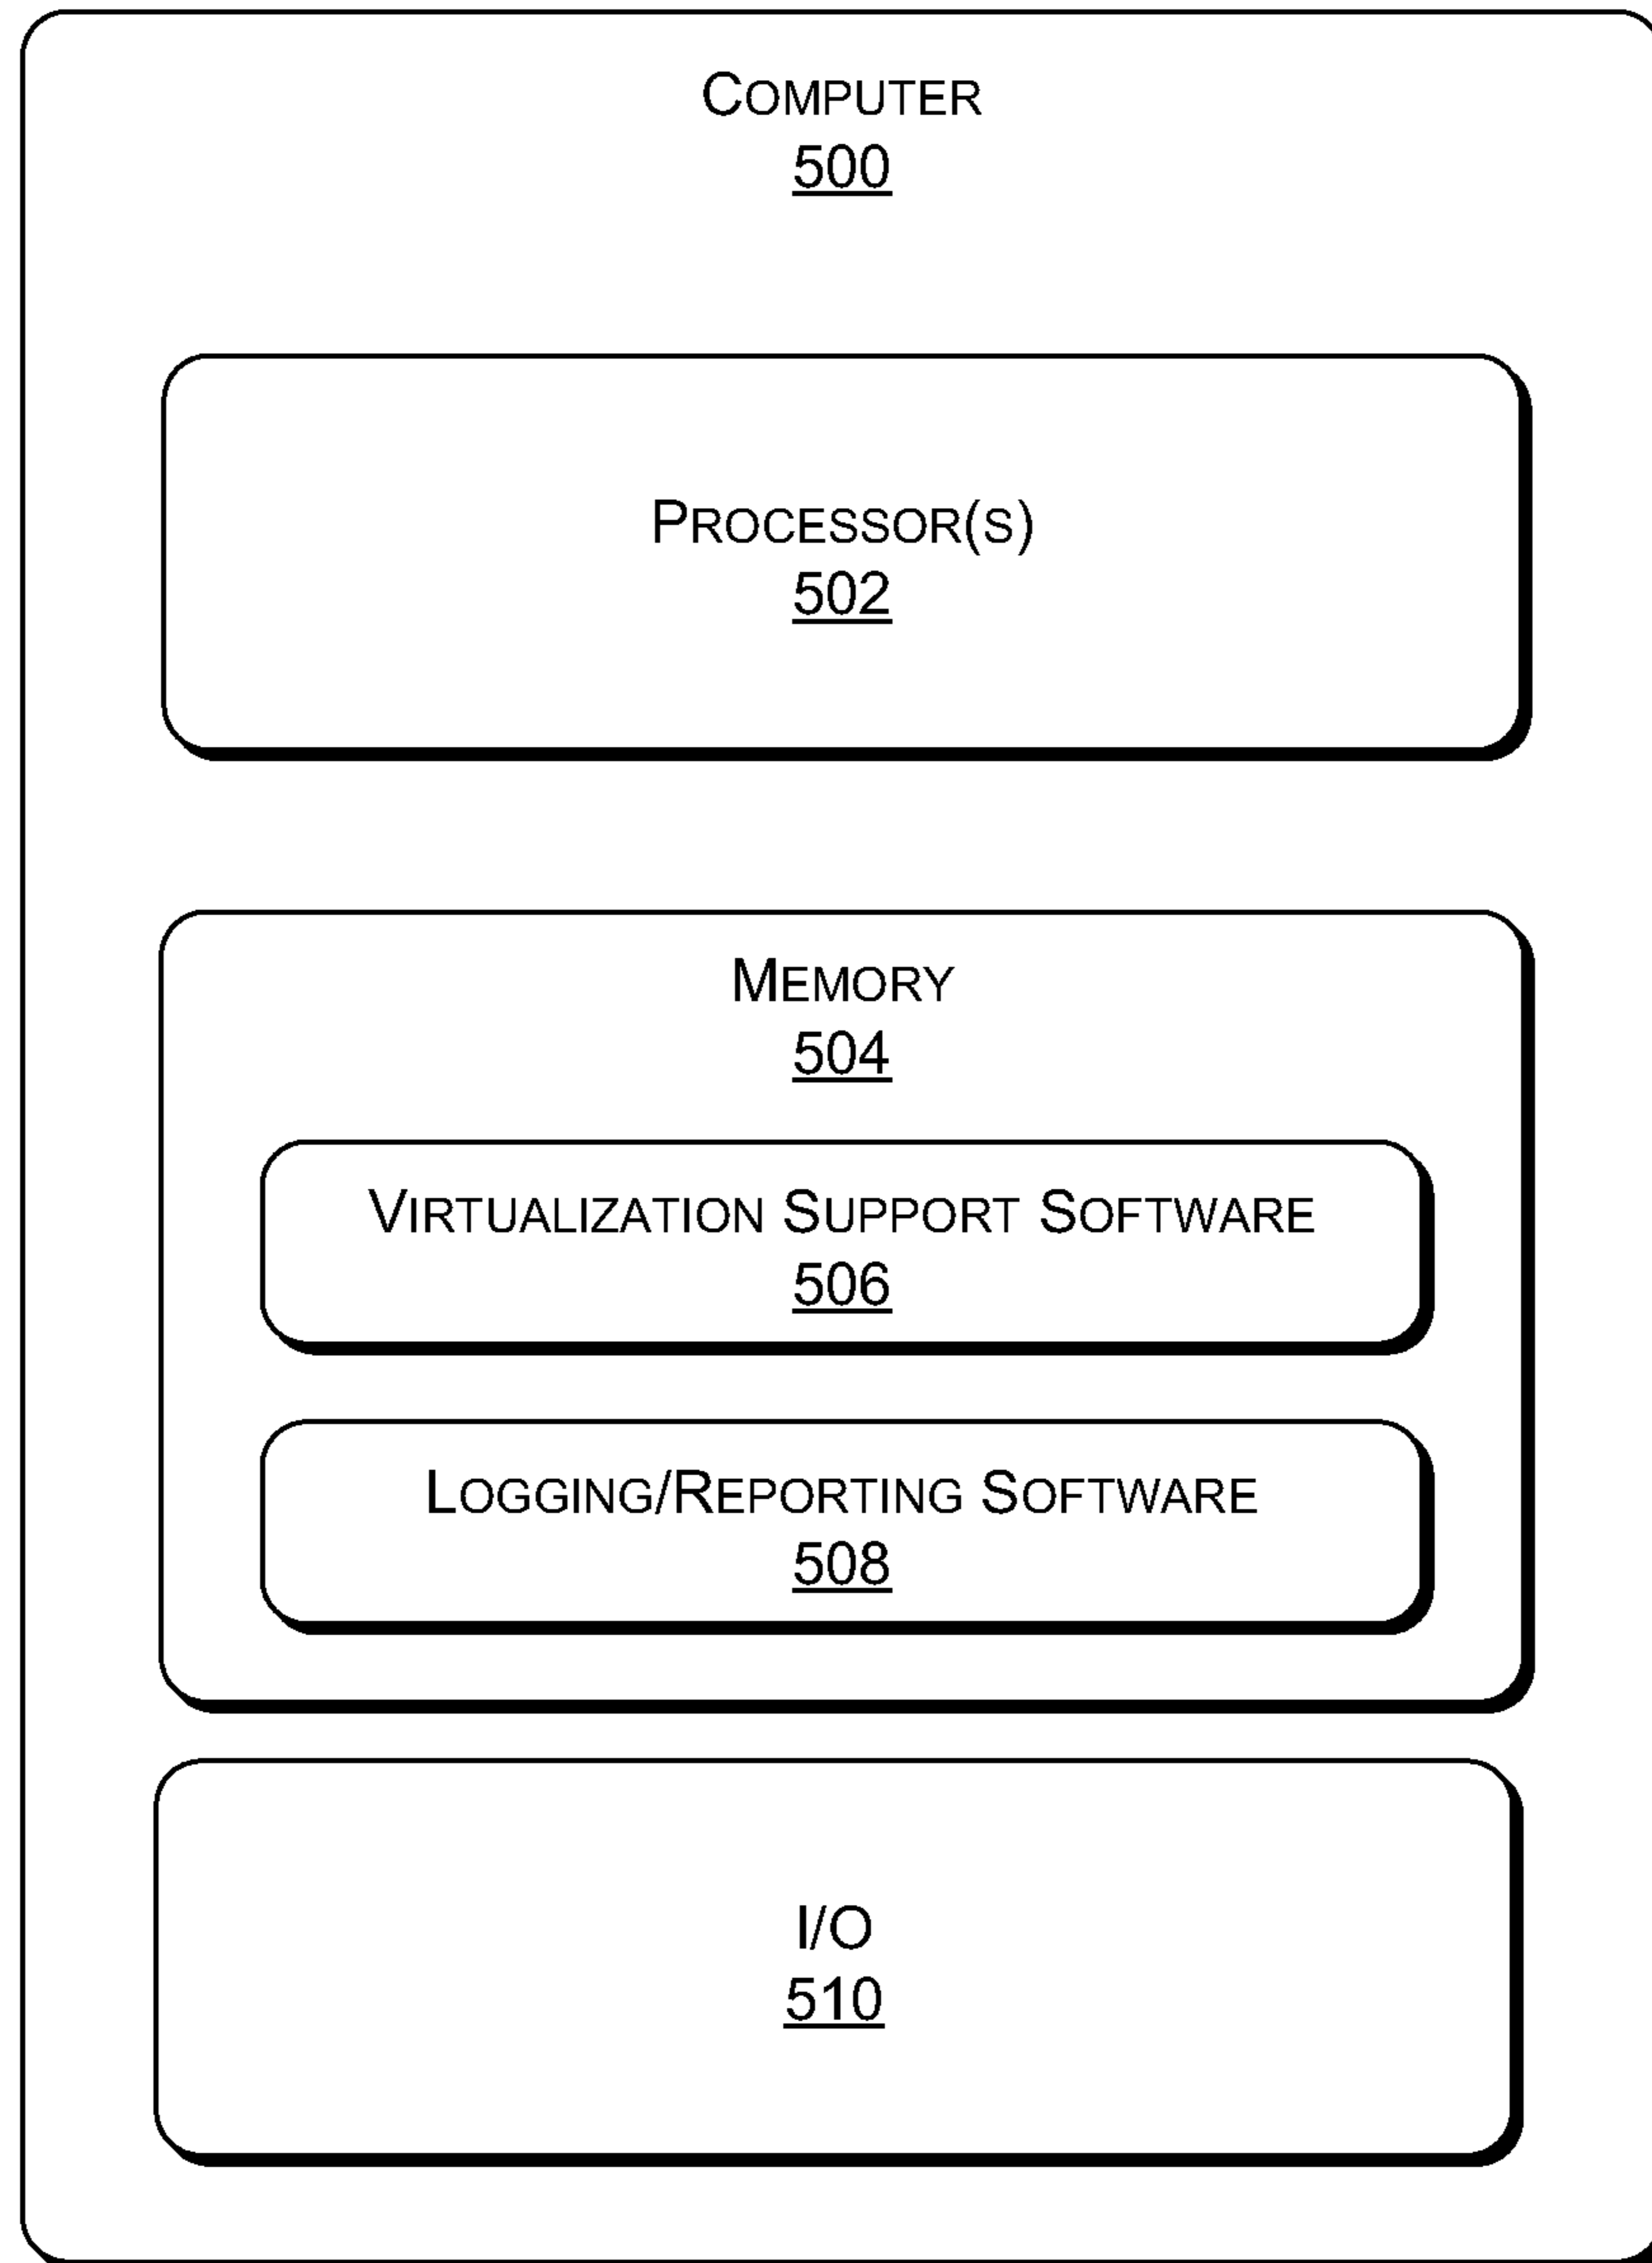 COMPUTER
500
PROCESSOR(S)
502
MEMORY
504
VIRTUALIZATION SUPPORT SOFTWARE
506
LOGGING/REPORTING SOFTWARE
508
I/O
510